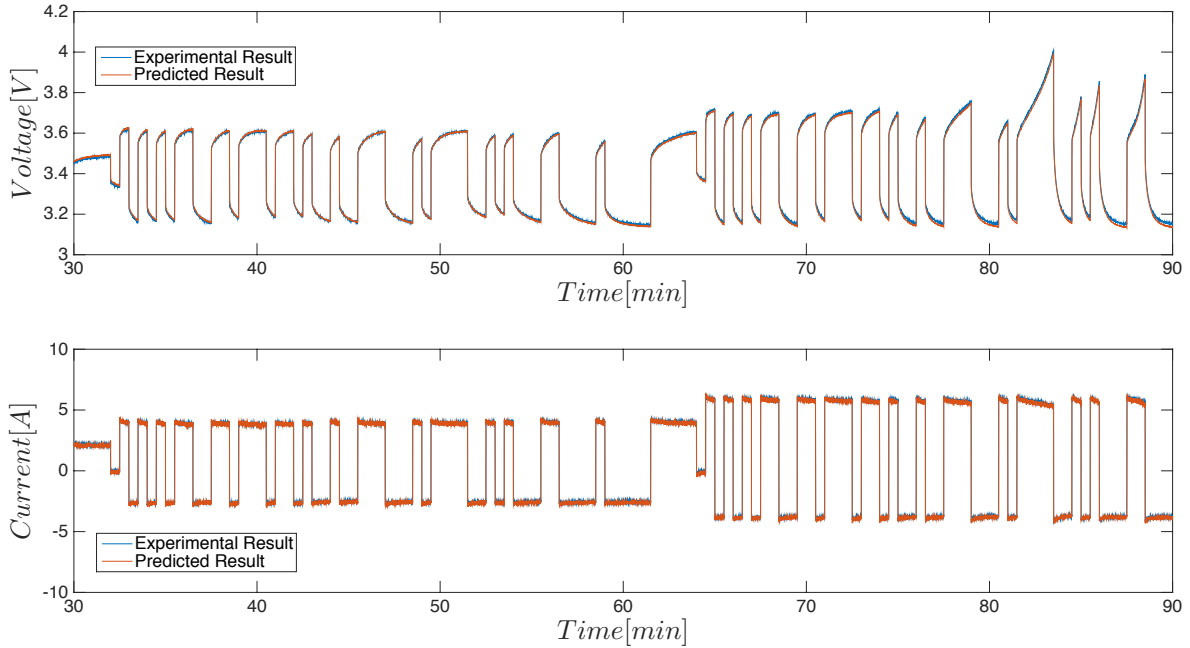 4.2
4
3.8
3.6
3.4
3.2
3
Voltage[V]
Experimental Result
Predicted Result
30 40 50 60 70 80 90
Time[min]
10
5
0
-5
-10
Current[A]
Experimental Result
Predicted Result
30 40 50 60 70 80 90
Time[min]